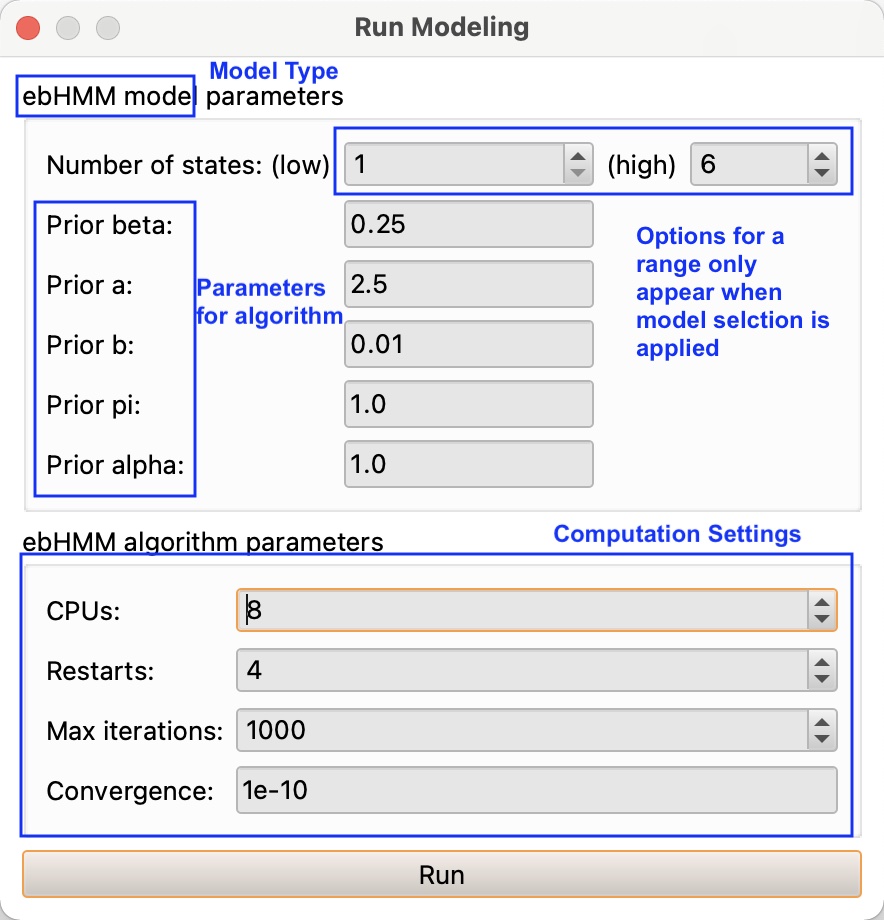 Run Modeling
Model Type
ebHMM model parameters
Number of states: (low) 1 (high) 6
Prior beta: 0.25
Prior a: 2.5
Prior b: 0.01
Prior pi: 1.0
Prior alpha: 1.0
Parameters
for algorithm
Options for a
range only
appear when
model selction is
applied
ebHMM algorithm parameters
Computation Settings
CPUs: 8
Restarts: 4
Max iterations: 1000
Convergence: 1e-10
Run